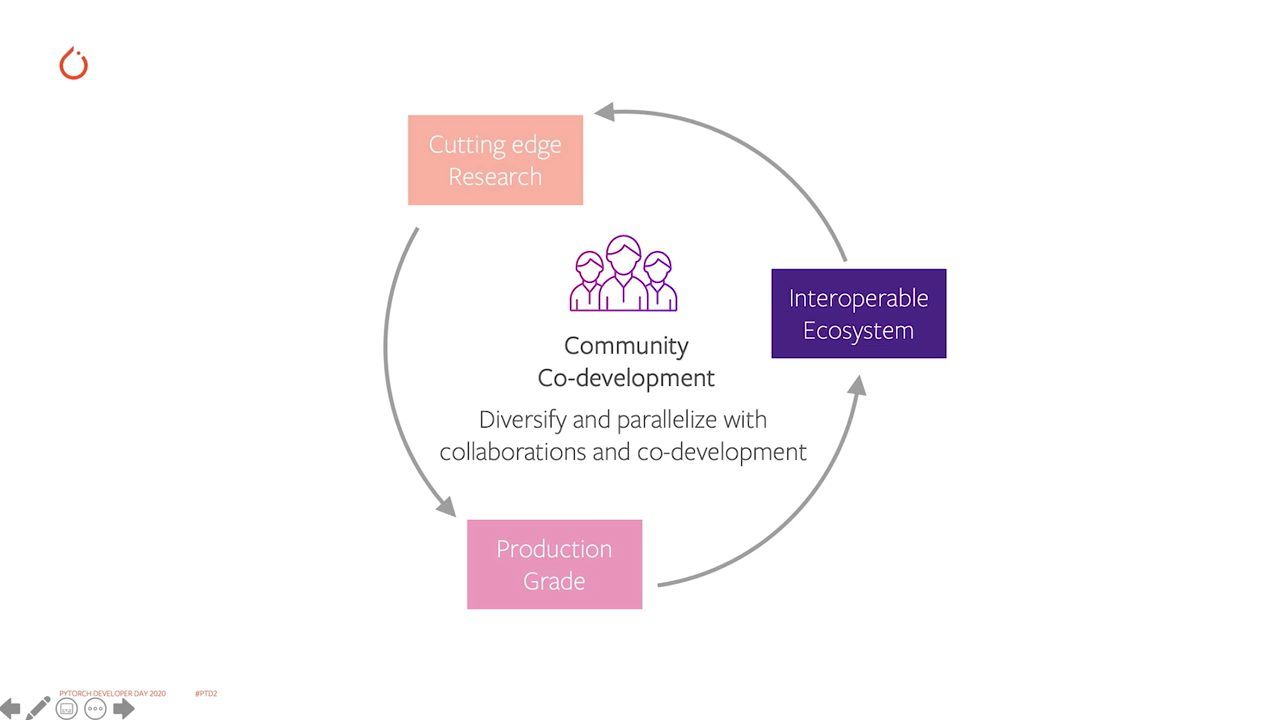 Cutting edge
Research
Interoperable
Ecosystem
Community
Co-development
Diversify and parallelize with
collaborations and co-development
Production
Grade
PYTORCH DEVELOPER DAY 2020
#PTD2